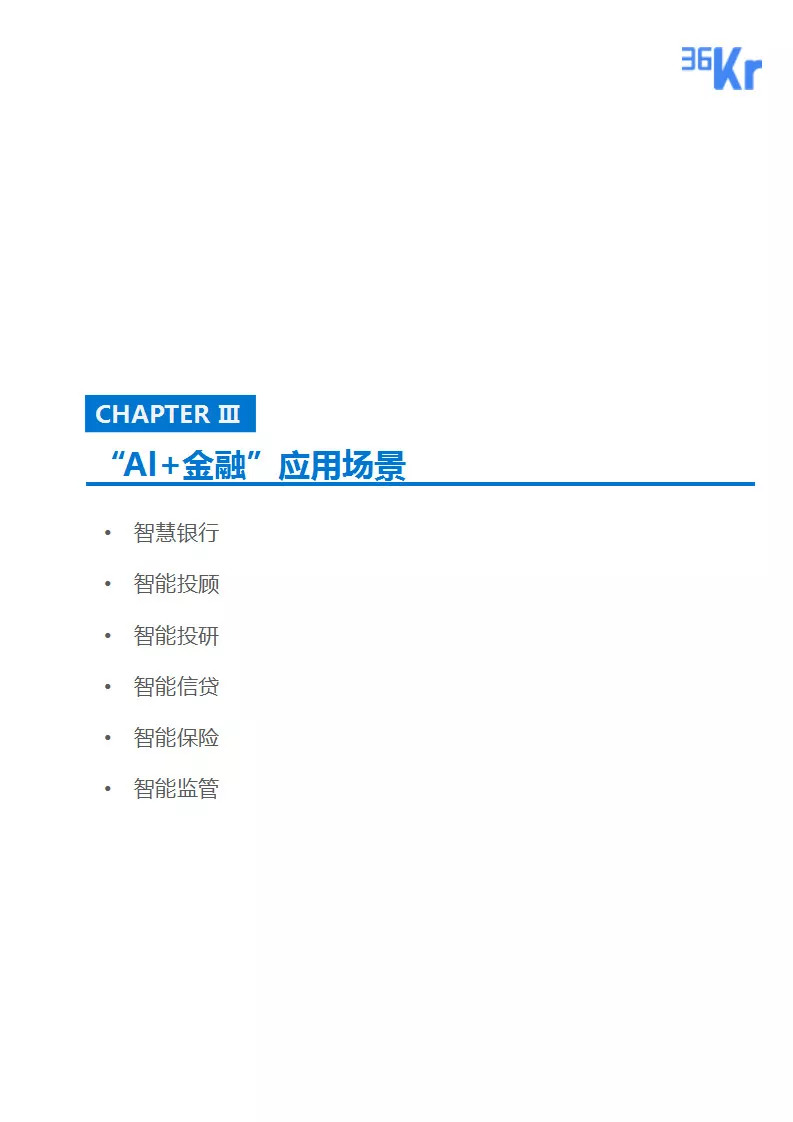 36Kr
CHAPTER Ⅲ
“AI+金融”应用场景
• 智慧银行
• 智能投顾
• 智能投研
• 智能信贷
• 智能保险
• 智能监管